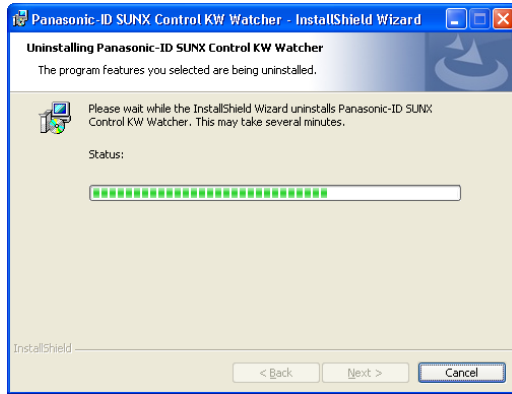 Panasonic-ID SUNX Control KW Watcher - InstallShield Wizard
Uninstalling Panasonic-ID SUNX Control KW Watcher
The program features you selected are being uninstalled.
Please wait while the InstallShield Wizard uninstalls Panasonic-ID SUNX
Control KW Watcher. This may take several minutes.
Status:
InstallShield
< Back Next > Cancel